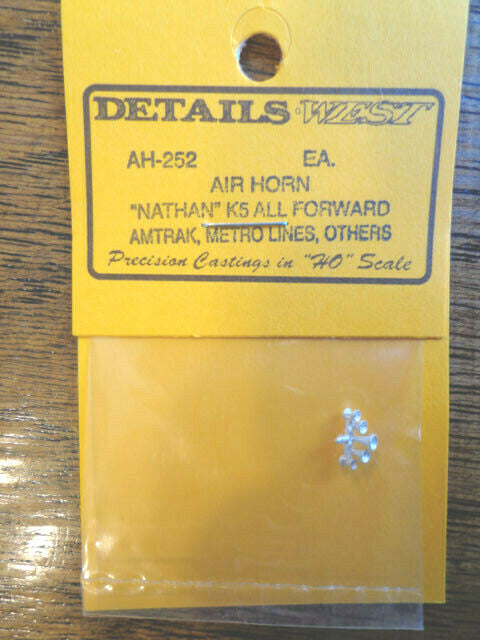 DETAILS WEST
AH-252 EA.
AIR HORN
"NATHAN" K5 ALL FORWARD
AMTRAK, METRO LINES, OTHERS
Precision Castings in "HO" Scale